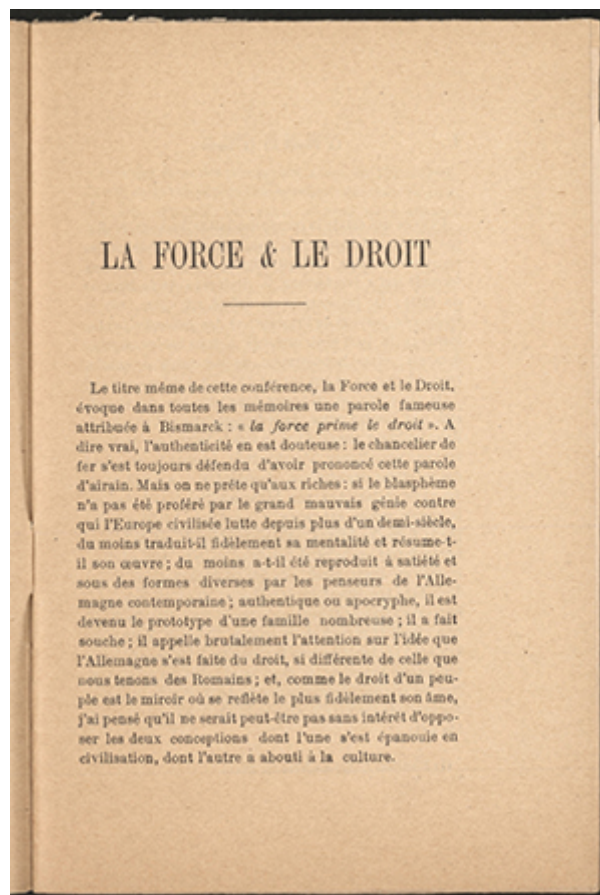 LA FORCE & LE DROIT
Le titre même de cette conférence, la Force et le Droit,
évoque dans toutes les mémoires une parole fameuse
attribuée à Bismarck : « la force prime le droit ». A
dire vrai, l'authenticité en est douteuse : le chancelier de
fer s'est toujours défendu d'avoir prononcé cette parole
d'airain. Mais on ne prête qu'aux riches : si le blasphème
n'a pas été proféré par le grand mauvais génie contre
qui l'Europe civilisée lutte depuis plus d'un demi-siècle,
du moins traduit-il fidèlement sa mentalité et résume-t-
il son œuvre ; du moins a-t-il été reproduit à satiété et
sous des formes diverses par les penseurs de l'Alle-
magne contemporaine ; authentique ou apocryphe, il est
devenu le prototype d'une famille nombreuse ; il a fait
souche ; il appelle brutalement l'attention sur l'idée que
l'Allemagne s'est faite du droit, si différente de celle que
nous tenons des Romains ; et, comme le droit d'un peu-
ple est le miroir où se reflète le plus fidèlement son âme,
j'ai pensé qu'il ne serait peut-être pas sans intérêt d'oppo-
ser les deux conceptions dont l'une s'est épanouie en
civilisation, dont l'autre a abouti à la culture.